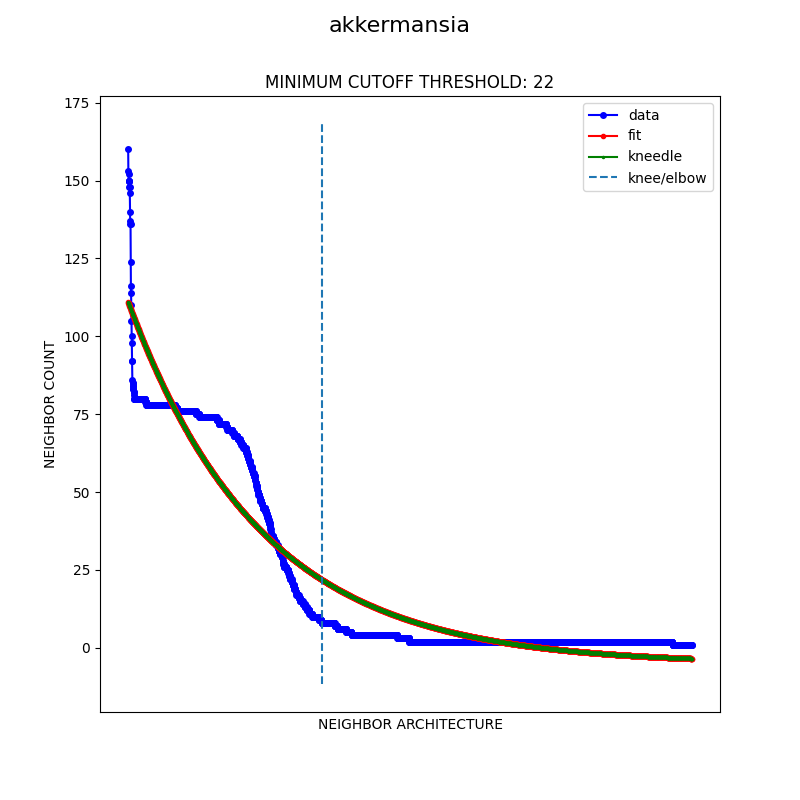 akkermansia
MINIMUM CUTOFF THRESHOLD: 22
175
150
125
100
75
50
25
0
NEIGHBOR COUNT
data
fit
kneedle
knee/elbow
NEIGHBOR ARCHITECTURE